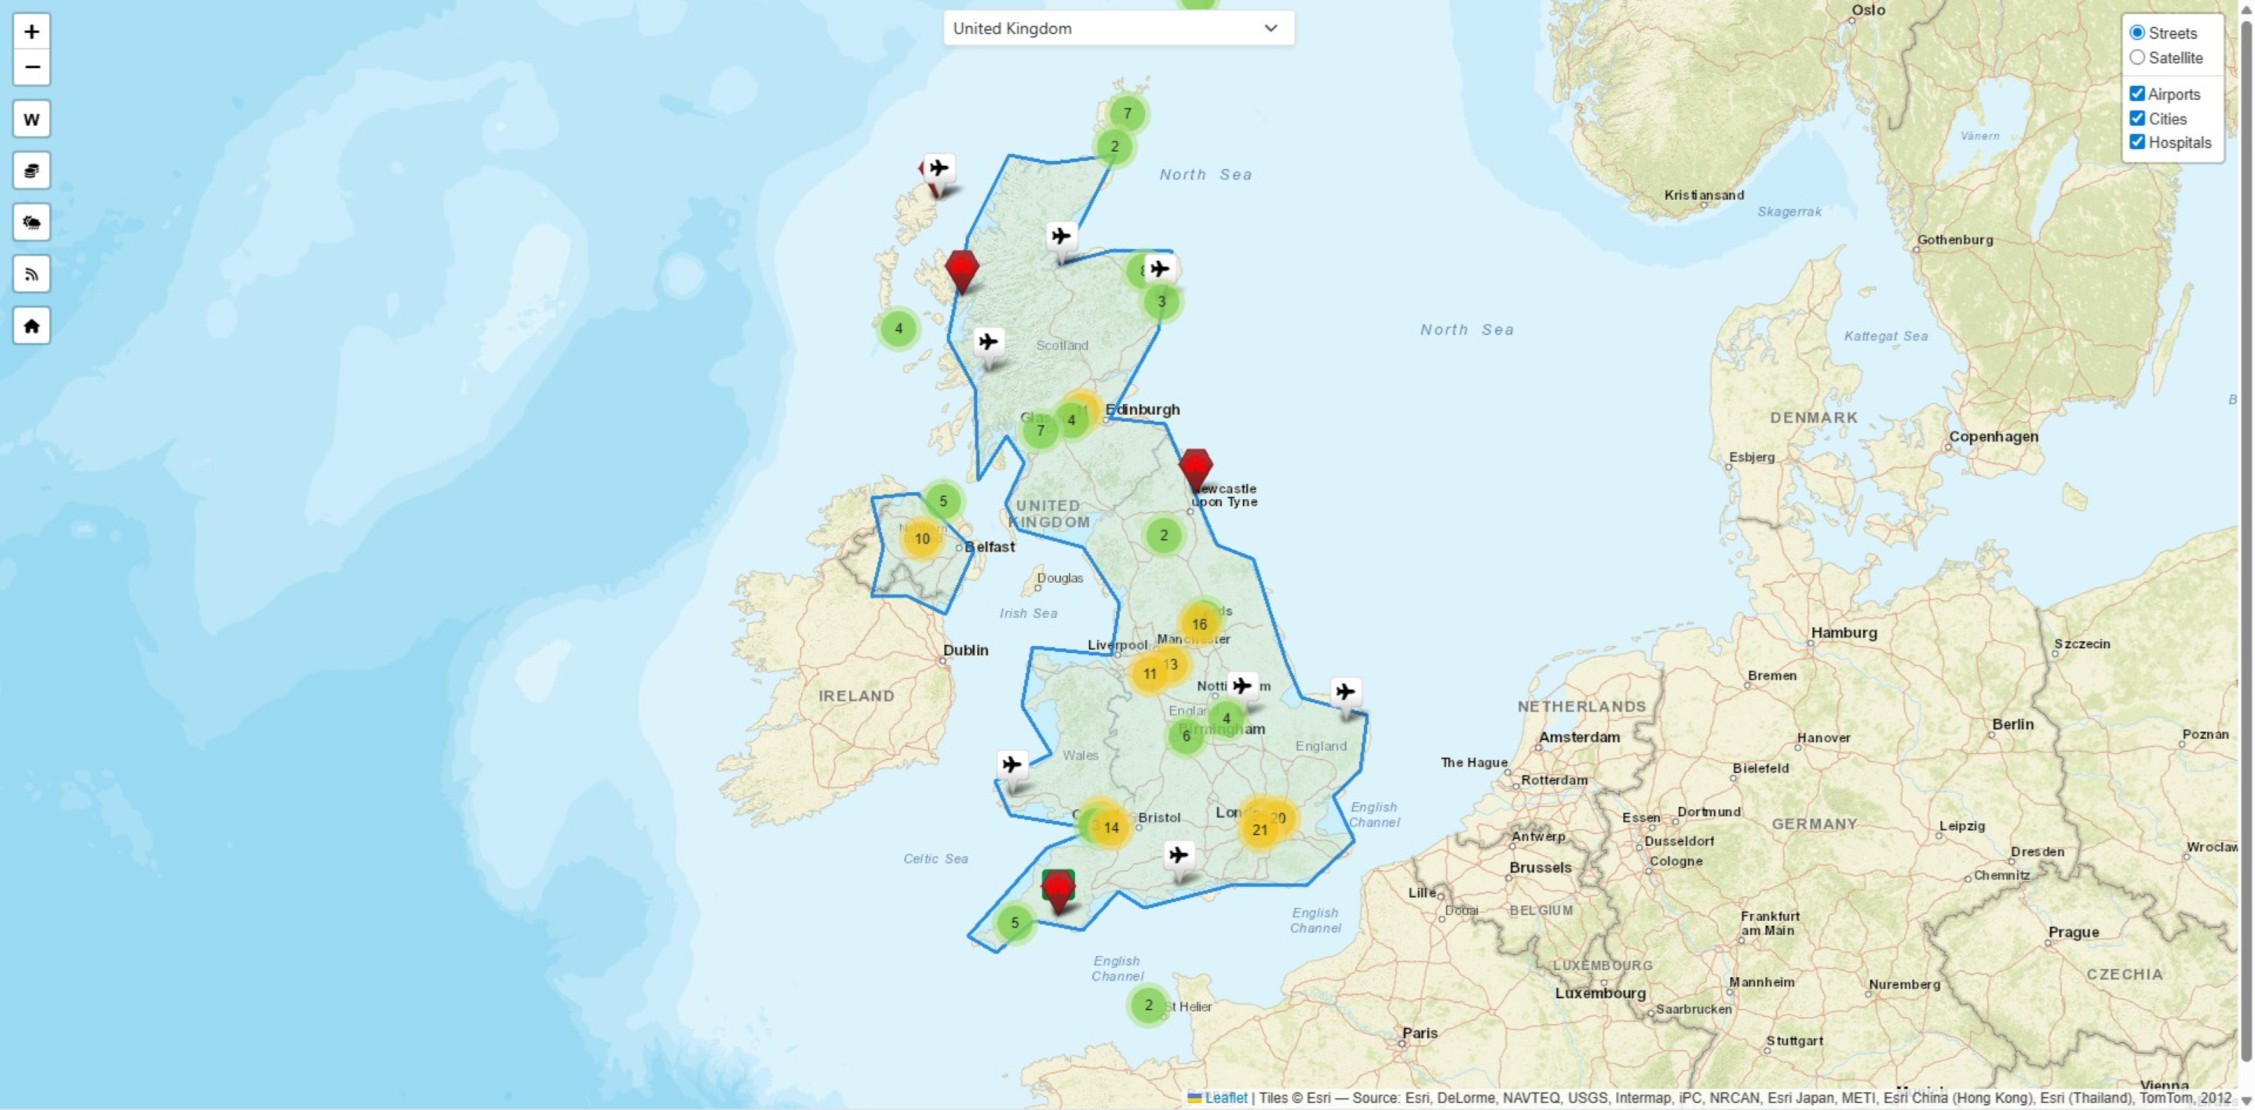 United Kingdom
+
−
W
Streets
Satellite
Airports
Cities
Hospitals
Oslo
Vänern
Kristiansand
Skagerrak
Gothenburg
North Sea
North Sea
Kattegat Sea
DENMARK
Copenhagen
Esbjerg
7
2
3
4
Scotland
4
7
Edinburgh
upon Tyne
UNITED
KINGDOM
5
10
Belfast
2
Douglas
Irish Sea
16
Liverpool
Dublin
13
11
IRELAND
4
6
England
Wales
14
Bristol
20
21
English
Channel
Celtic Sea
5
English
Channel
English
Channel
2
St Helier
Hamburg
Szczecin
Bremen
NETHERLANDS
Berlin
Amsterdam
Hanover
Poznan
The Hague
Rotterdam
Bielefeld
Essen
Dortmund
GERMANY
Leipzig
Antwerp
Dusseldorf
Cologne
Dresden
Wroclaw
Brussels
Chemnitz
Lille
Douai
BELGIUM
Frankfurt
am Main
Prague
LUXEMBOURG
Luxembourg
Mannheim
Nuremberg
CZECHIA
Saarbrucken
Paris
Stuttgart
Vienna
Leaflet | Tiles © Esri — Source: Esri, DeLorme, NAVTEQ, USGS, Intermap, iPC, NRCAN, Esri Japan, METI, Esri China (Hong Kong), Esri (Thailand), TomTom, 2012